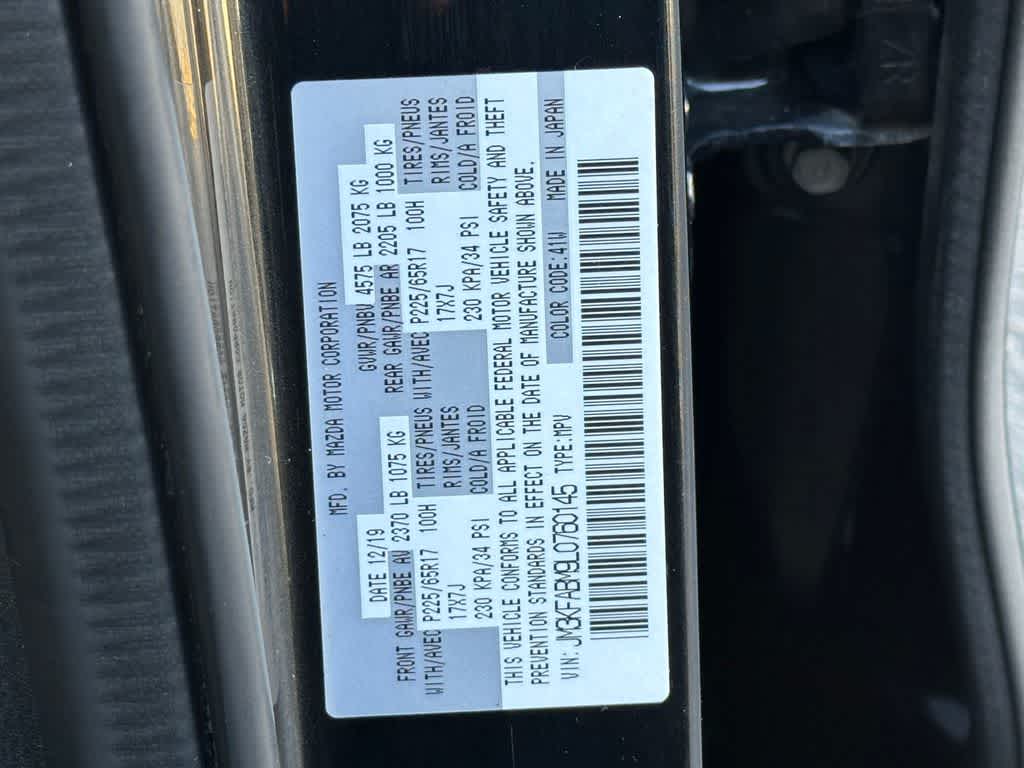 MFD. BY MAZDA MOTOR CORPORATION
DATE 12/19 GVWR/PNBV 4575 LB 2075 KG
FRONT GAWR/PNBE AV 2370 LB 1075 KG REAR GAWR/PNBE AR 2205 LB 1000 KG
WITH/AVEC P225/65R17 100H TIRES/PNEUS WITH/AVEC P225/65R17 100H TIRES/PNEUS
17X7J RIMS/JANTES 17X7J RIMS/JANTES
230 KPA/34 PSI COLD/A FROID 230 KPA/34 PSI COLD/A FROID
THIS VEHICLE CONFORMS TO ALL APPLICABLE FEDERAL MOTOR VEHICLE SAFETY AND THEFT
PREVENTION STANDARDS IN EFFECT ON THE DATE OF MANUFACTURE SHOWN ABOVE.
COLOR CODE:41W MADE IN JAPAN
VIN: JM3KFABM9L0760145 TYPE:MPV